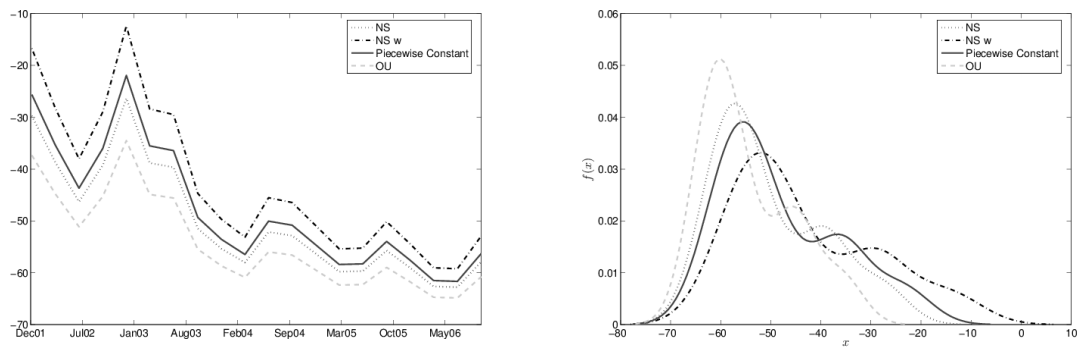 −10
−20
−30
−40
−50
−60
−70
Dec01 Jul02 Jan03 Aug03 Feb04 Sep04 Mar05 Oct05 May06
NS
NS w
Piecewise Constant
OU
0.06
0.05
0.04
0.03
0.02
0.01
0
f(x)
−80 −70 −60 −50 −40 −30 −20 −10 0 10
x
NS
NS w
Piecewise Constant
OU